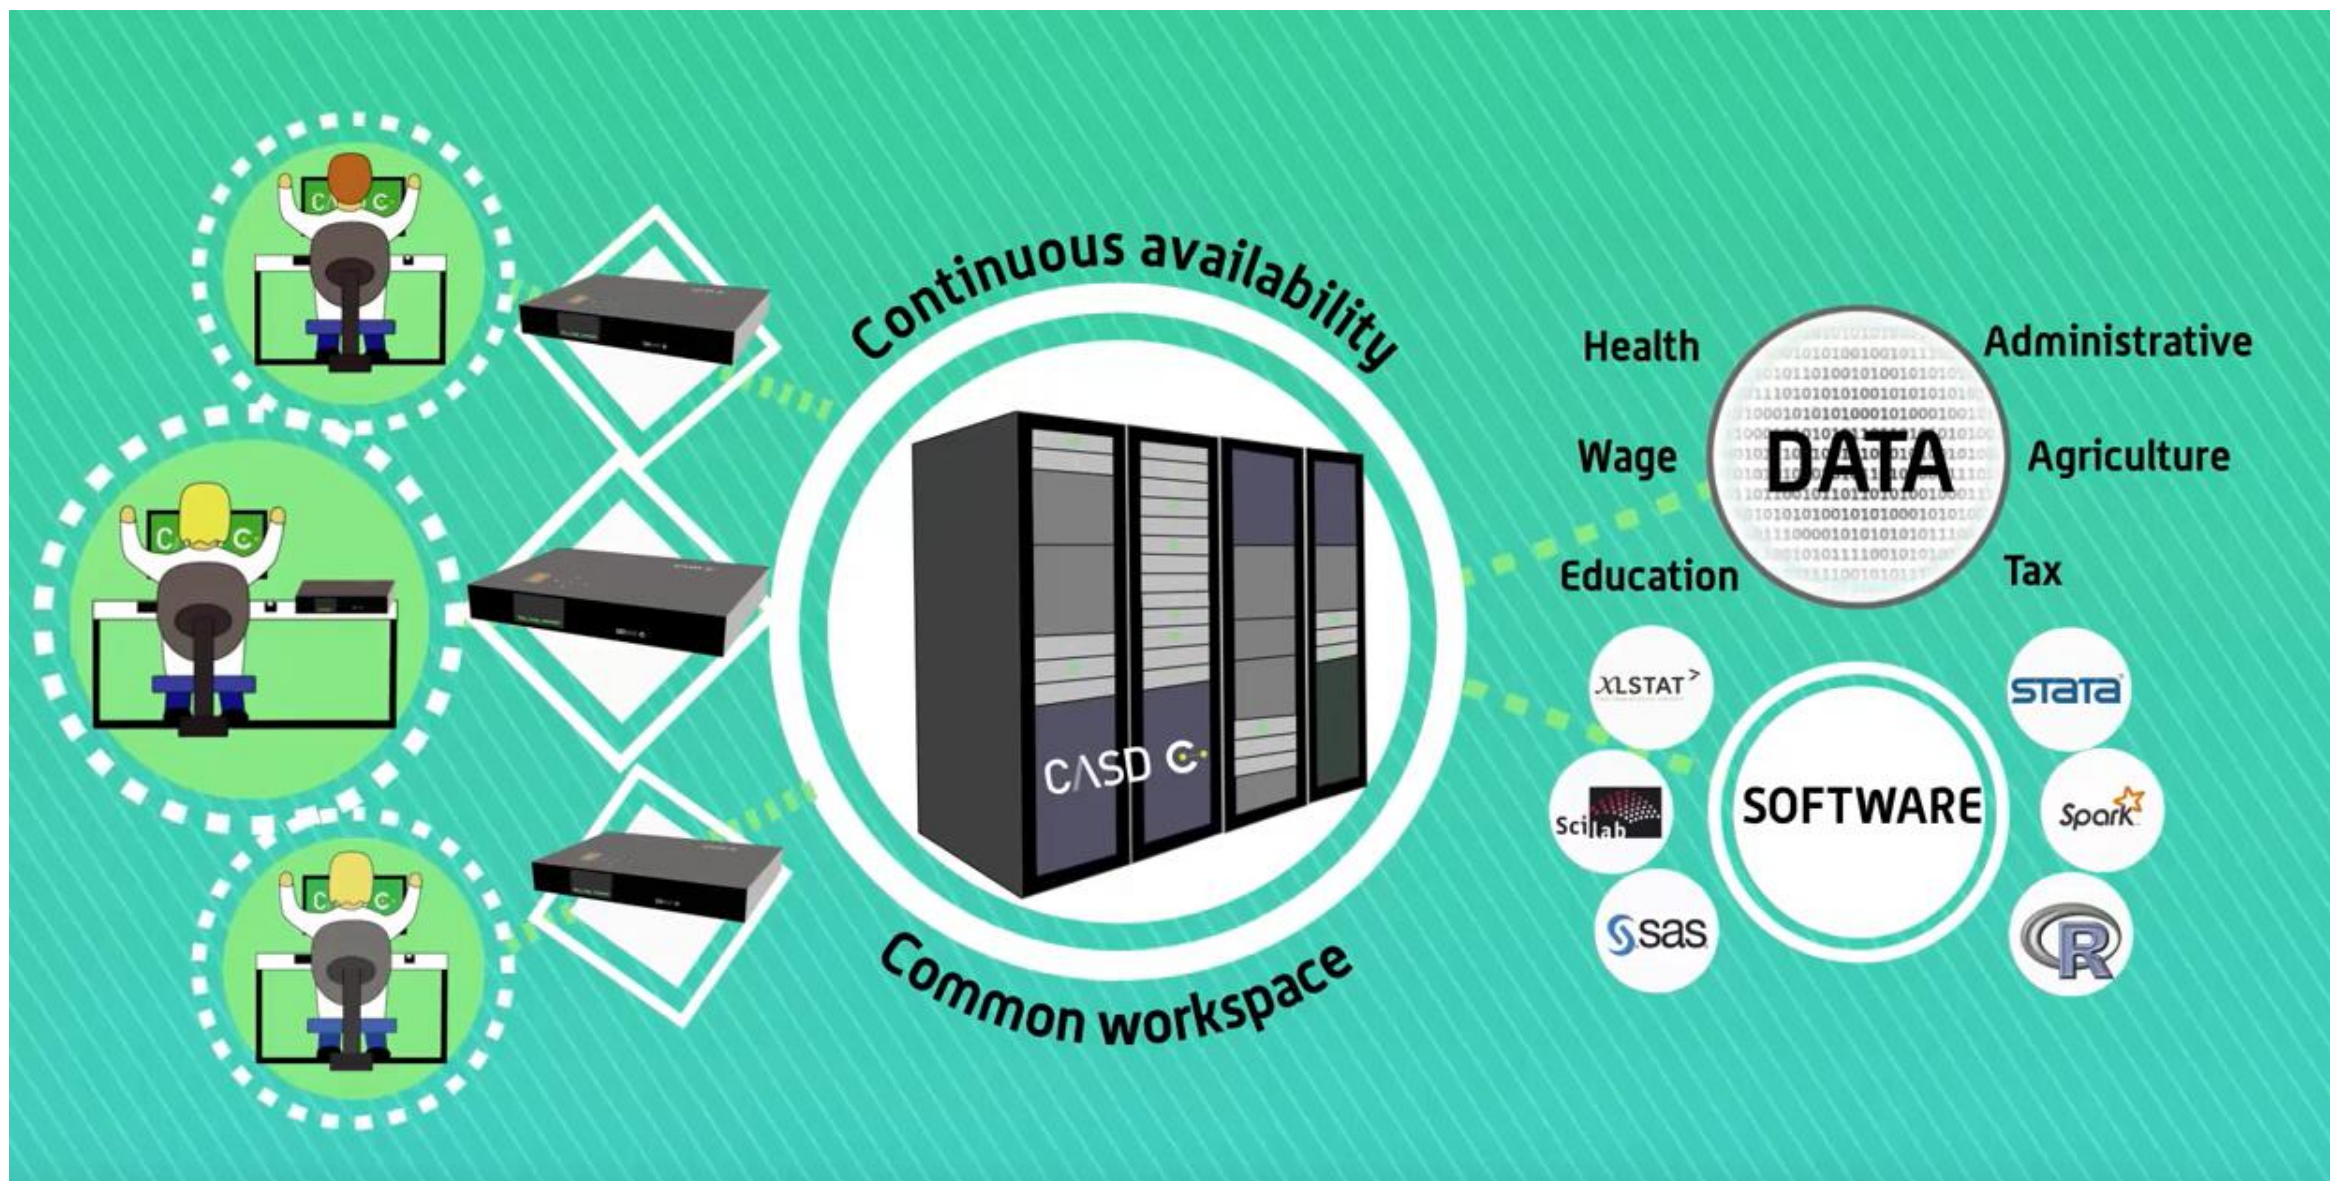 Continuous availability
CASD C
Common workspace
Health
Administrative
Wage
DATA
Agriculture
Education
Tax
XLSTAT
stata
Scilab
SOFTWARE
Spark
sas
R